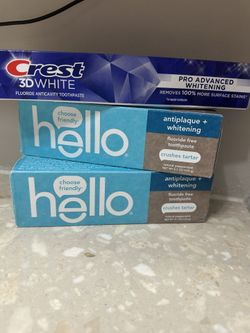 Crest
3D WHITE
FLUORIDE ANTICAVITY TOOTHPASTE
PRO ADVANCED
WHITENING
REMOVES 100% MORE SURFACE STAINS*
choose
friendly
hello
antiplaque +
whitening
fluoride free
toothpaste
crushes tartar
choose
friendly
hello
antiplaque +
whitening
fluoride free
toothpaste
crushes tartar